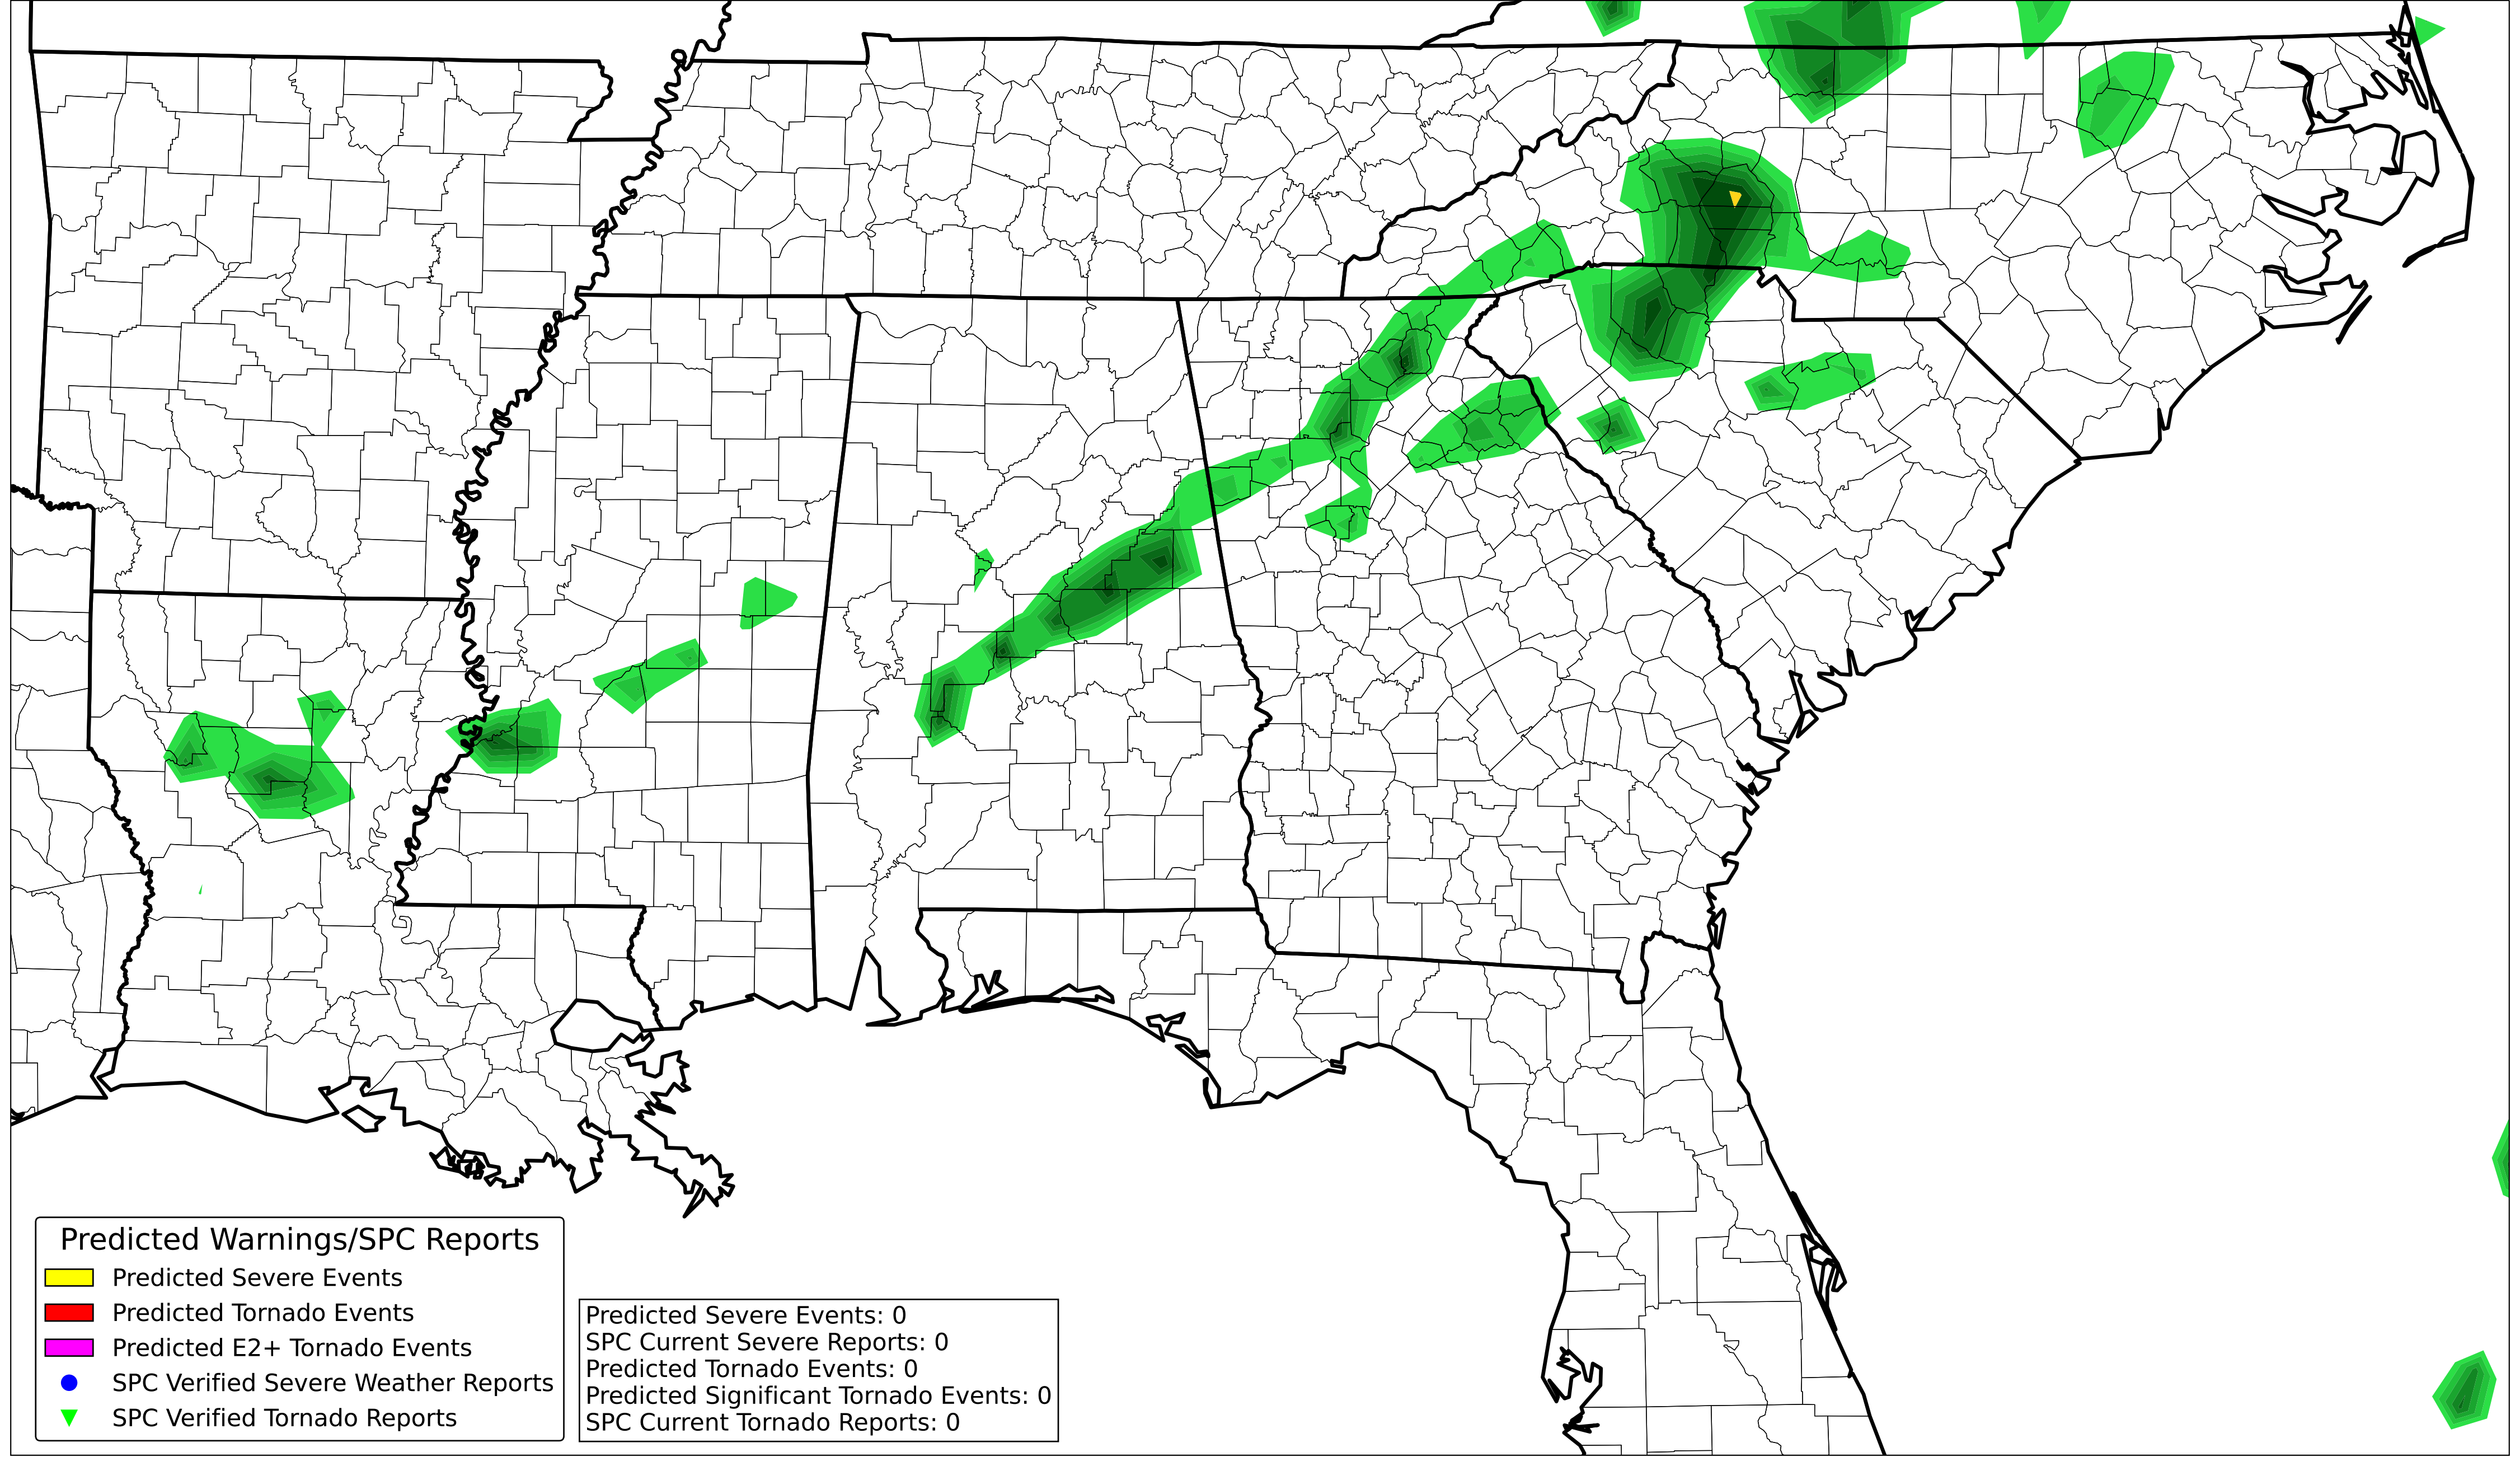 Predicted Warnings/SPC Reports
Predicted Severe Events
Predicted Tornado Events
Predicted E2+ Tornado Events
SPC Verified Severe Weather Reports
SPC Verified Tornado Reports
Predicted Severe Events: 0
SPC Current Severe Reports: 0
Predicted Tornado Events: 0
Predicted Significant Tornado Events: 0
SPC Current Tornado Reports: 0